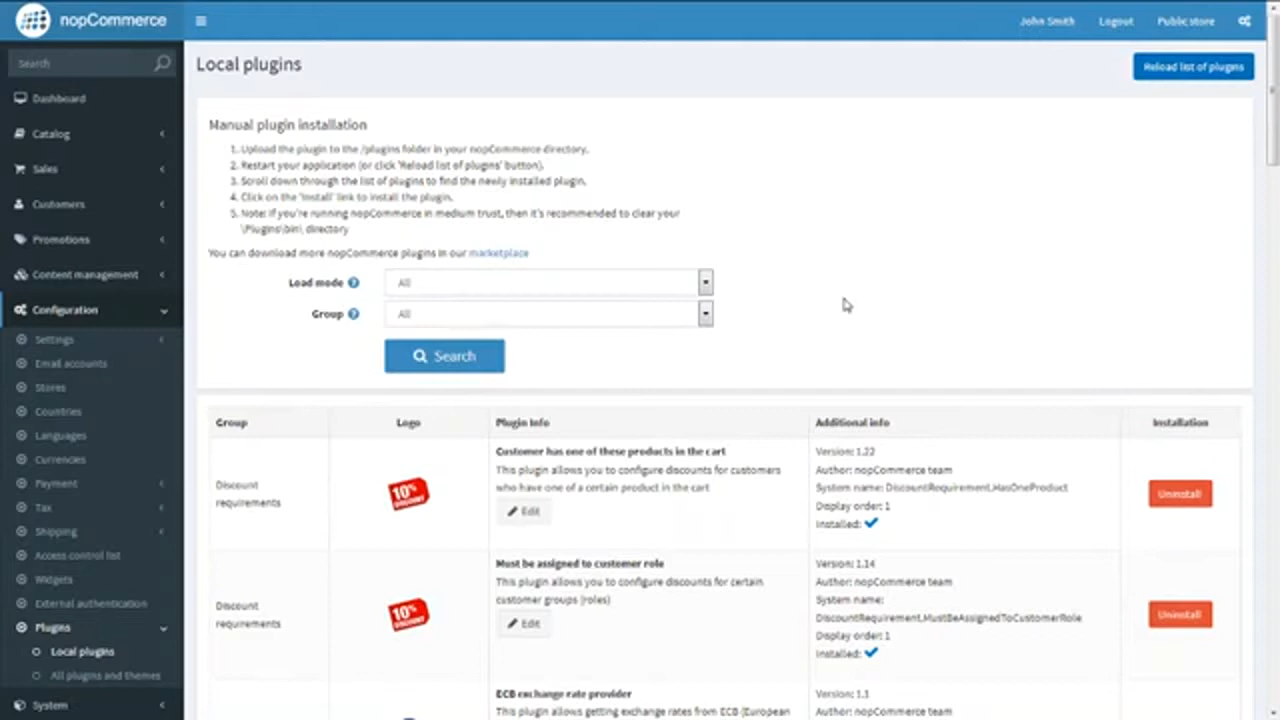 nopCommerce
John Smith
Logout
Public store
Search
Local plugins
Reload list of plugins
Dashboard
Catalog
Sales
Customers
Promotions
Content management
Configuration
Settings
Email accounts
Stores
Countries
Languages
Currencies
Payment
Tax
Shipping
Access control list
Widgets
External authentication
Plugins
Local plugins
All plugins and themes
System
Manual plugin installation
1. Upload the plugin to the /plugins folder in your nopCommerce directory.
2. Restart your application (or click 'Reload list of plugins' button).
3. Scroll down through the list of plugins to find the newly installed plugin.
4. Click on the 'Install' link to install the plugin.
5. Note: If you're running nopCommerce in medium trust, then it's recommended to clear your
\Plugins\bin\ directory
You can download more nopCommerce plugins in our marketplace
Load mode
All
Group
All
Search
Group
Logo
Plugin Info
Additional info
Installation
Discount
requirements
10%
DISCOUNT
Customer has one of these products in the cart
This plugin allows you to configure discounts for customers
who have one of a certain product in the cart
Edit
Version: 1.22
Author: nopCommerce team
System name: DiscountRequirement.HasOneProduct
Display order: 1
Installed:
Uninstall
Discount
requirements
10%
DISCOUNT
Must be assigned to customer role
This plugin allows you to configure discounts for certain
customer groups (roles)
Edit
Version: 1.14
Author: nopCommerce team
System name:
DiscountRequirement.MustBeAssignedToCustomerRole
Display order: 1
Installed:
Uninstall
ECB exchange rate provider
This plugin allows getting exchange rates from ECB (European
Version: 1.1
Author: nopCommerce team